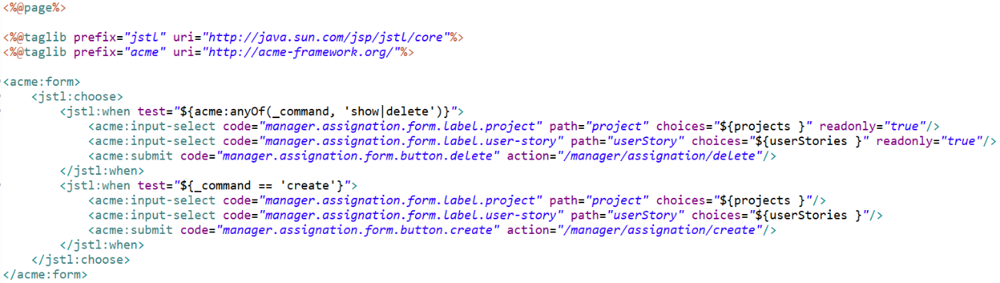 <%@page%>
<%@taglib prefix="jstl" uri="http://java.sun.com/jsp/jstl/core"%>
<%@taglib prefix="acme" uri="http://acme-framework.org/"%>
<acme:form>
<jstl:choose>
<jstl:when test="${acme:anyOf(_command, 'show|delete')}">
<acme:input-select code="manager.assignation.form.label.project" path="project" choices="${projects }" readonly="true"/>
<acme:input-select code="manager.assignation.form.label.user-story" path="userStory" choices="${userStories }" readonly="true"/>
<acme:submit code="manager.assignation.form.button.delete" action="/manager/assignation/delete"/>
</jstl:when>
<jstl:when test="${_command == 'create'}">
<acme:input-select code="manager.assignation.form.label.project" path="project" choices="${projects }"/>
<acme:input-select code="manager.assignation.form.label.user-story" path="userStory" choices="${userStories }"/>
<acme:submit code="manager.assignation.form.button.create" action="/manager/assignation/create"/>
</jstl:when>
</jstl:choose>
</acme:form>